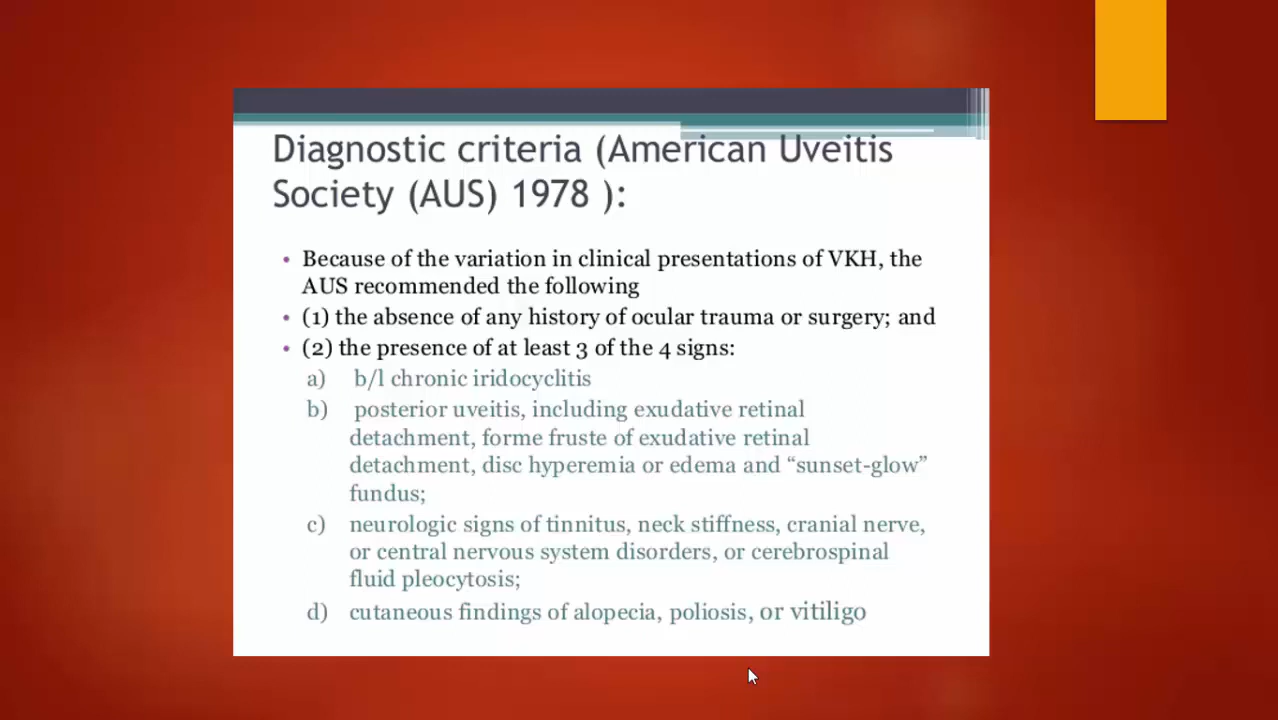 Diagnostic criteria (American Uveitis
Society (AUS) 1978 ):
• Because of the variation in clinical presentations of VKH, the
AUS recommended the following
• (1) the absence of any history of ocular trauma or surgery; and
• (2) the presence of at least 3 of the 4 signs:
a) b/l chronic iridocyclitis
b) posterior uveitis, including exudative retinal
detachment, forme fruste of exudative retinal
detachment, disc hyperemia or edema and “sunset-glow”
fundus;
c) neurologic signs of tinnitus, neck stiffness, cranial nerve,
or central nervous system disorders, or cerebrospinal
fluid pleocytosis;
d) cutaneous findings of alopecia, poliosis, or vitiligo